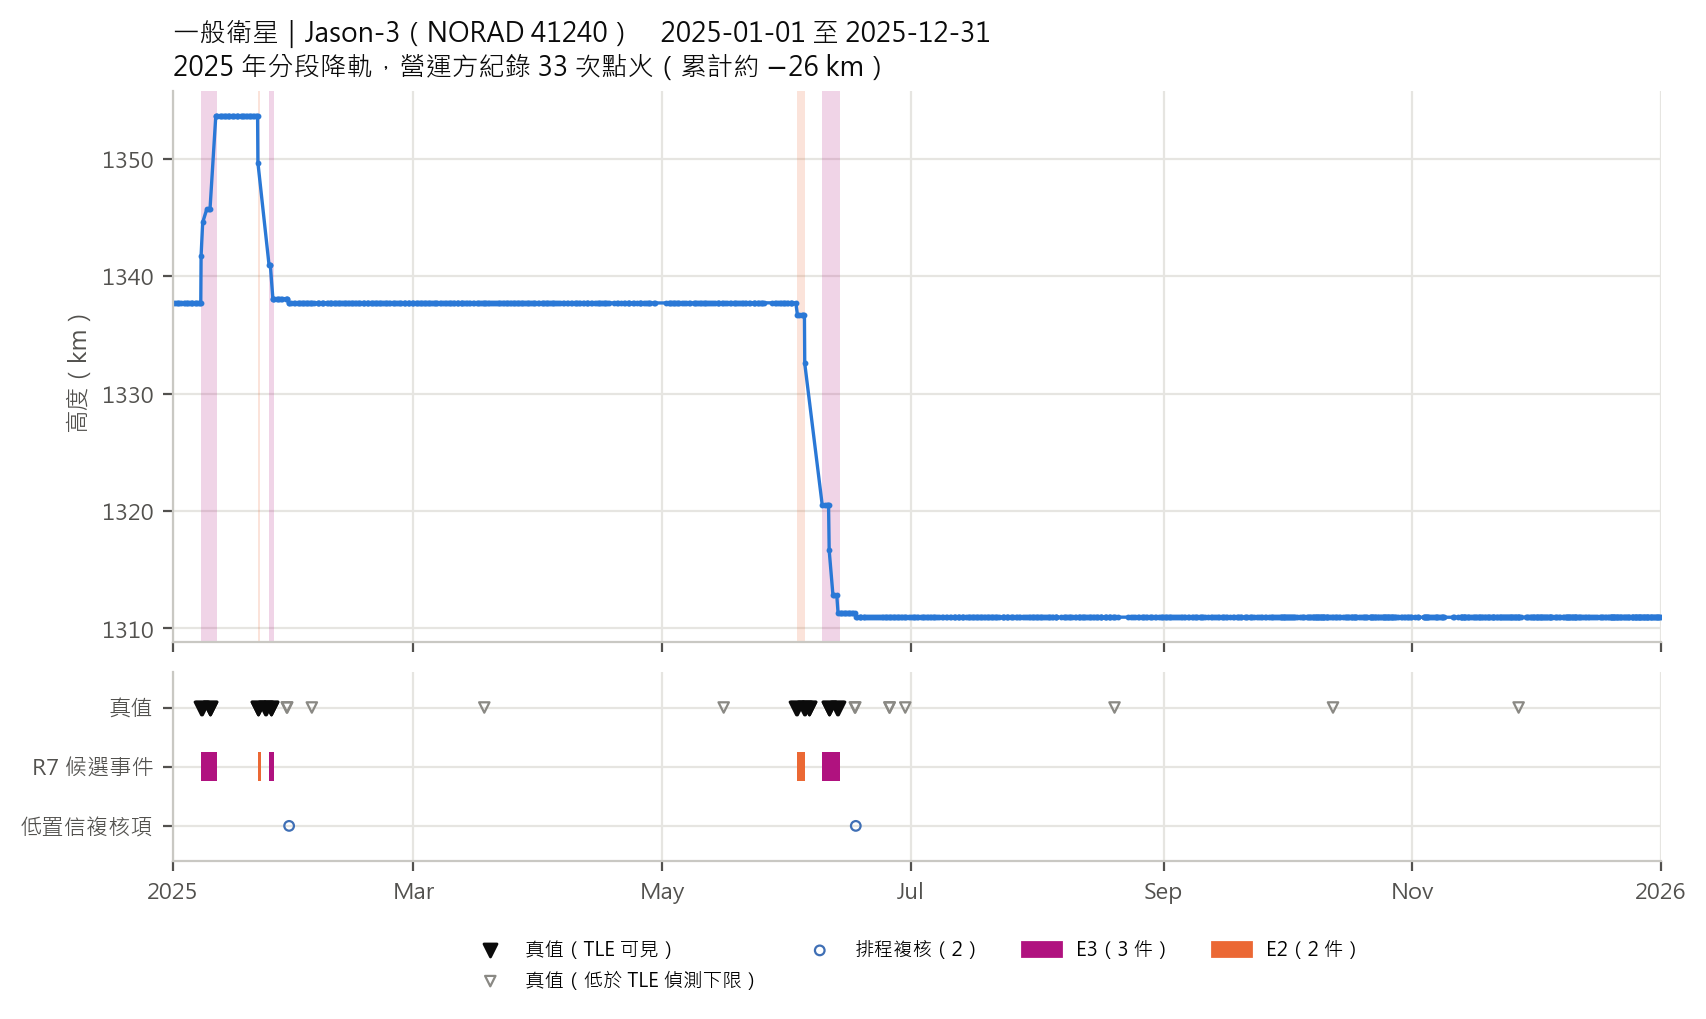 一般衛星｜Jason-3（NORAD 41240）　2025-01-01 至 2025-12-31
2025 年分段降軌，營運方紀錄 33 次點火（累計約 −26 km）
高度（km）
1350
1340
1330
1320
1310
真值
R7 候選事件
低置信複核項
2025
Mar
May
Jul
Sep
Nov
2026
真值（TLE 可見）
真值（低於 TLE 偵測下限）
排程複核（2）
E3（3 件）
E2（2 件）